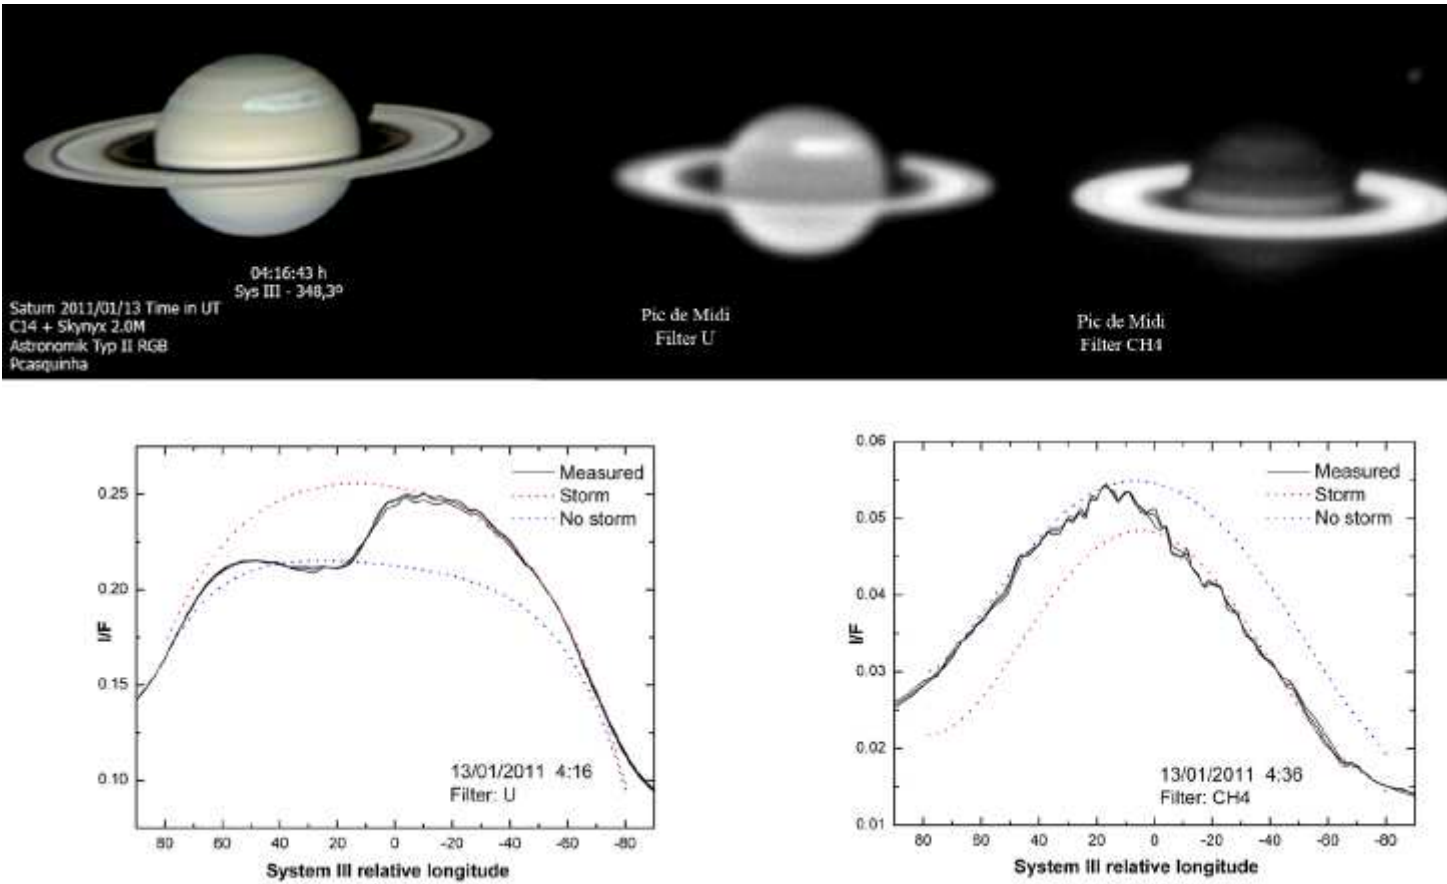 04:16:43 h
Sys III - 348,3º
Saturn 2011/01/13 Time in UT
C14 + Skynyx 2.0M
Astronomik Typ II RGB
Pcasquinha
Pic de Midi
Filter U
Pic de Midi
Filter CH4
Measured
Storm
No storm
0.25
0.20
0.15
0.10
I/F
13/01/2011 4:16
Filter: U
80 60 40 20 0 -20 -40 -60 -80
System III relative longitude
Measured
Storm
No storm
0.06
0.05
0.04
0.03
0.02
0.01
I/F
13/01/2011 4:36
Filter: CH4
80 60 40 20 0 -20 -40 -60 -80
System III relative longitude